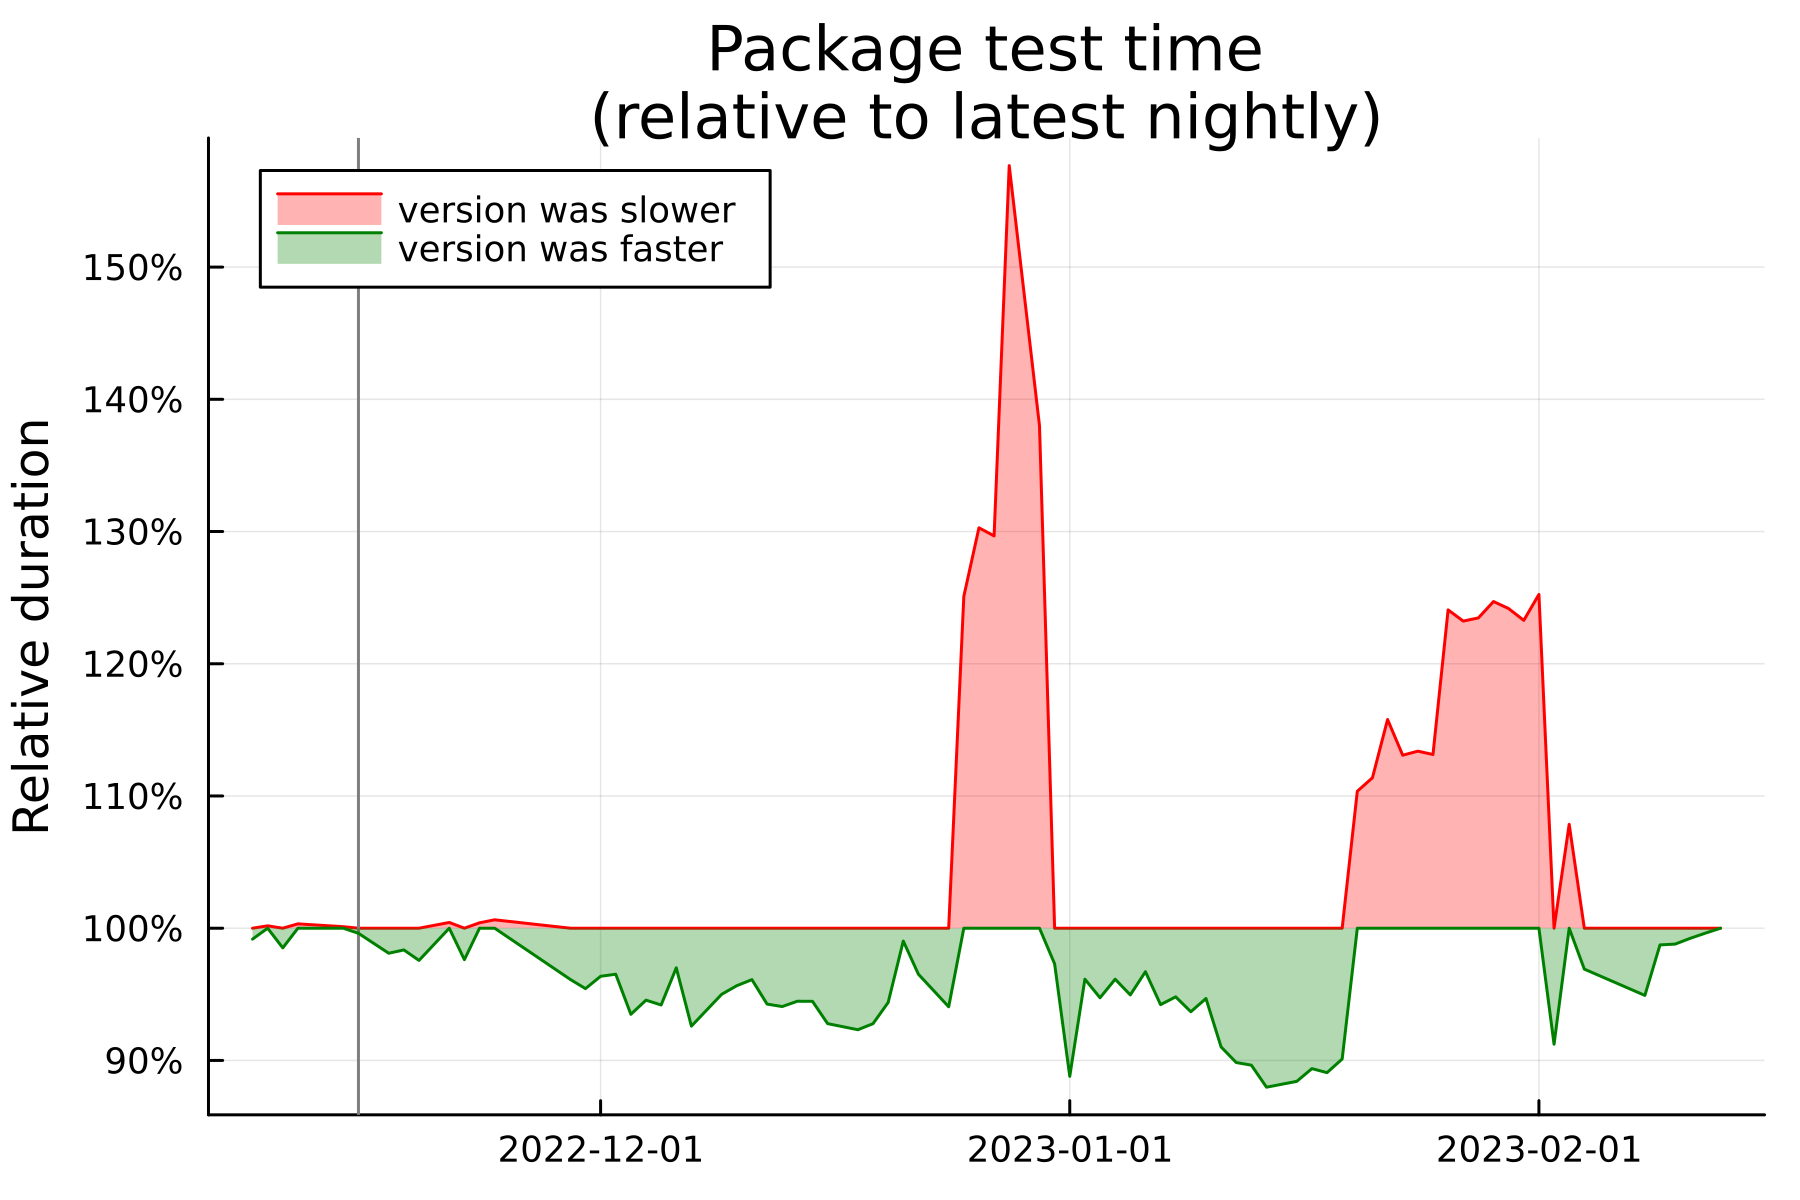 Package test time
(relative to latest nightly)
version was slower
version was faster
Relative duration
150%
140%
130%
120%
110%
100%
90%
2022-12-01
2023-01-01
2023-02-01